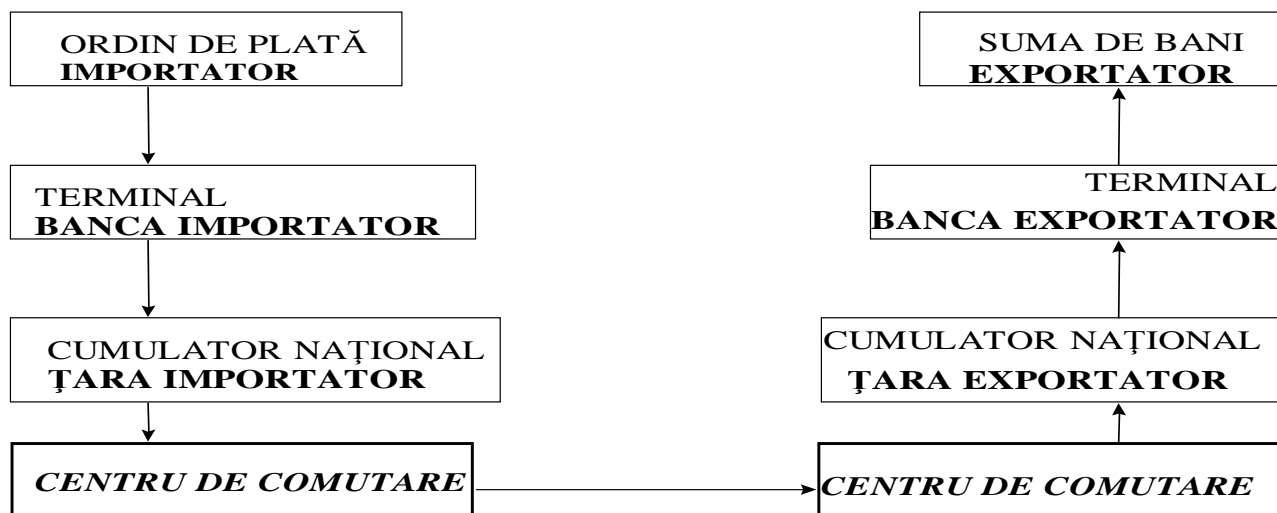 ORDIN DE PLATĂ
IMPORTATOR
TERMINAL
BANCA IMPORTATOR
CUMULATOR NAŢIONAL
ŢARA IMPORTATOR
CENTRU DE COMUTARE
SUMA DE BANI
EXPORTATOR
TERMINAL
BANCA EXPORTATOR
CUMULATOR NAŢIONAL
ŢARA EXPORTATOR
CENTRU DE COMUTARE